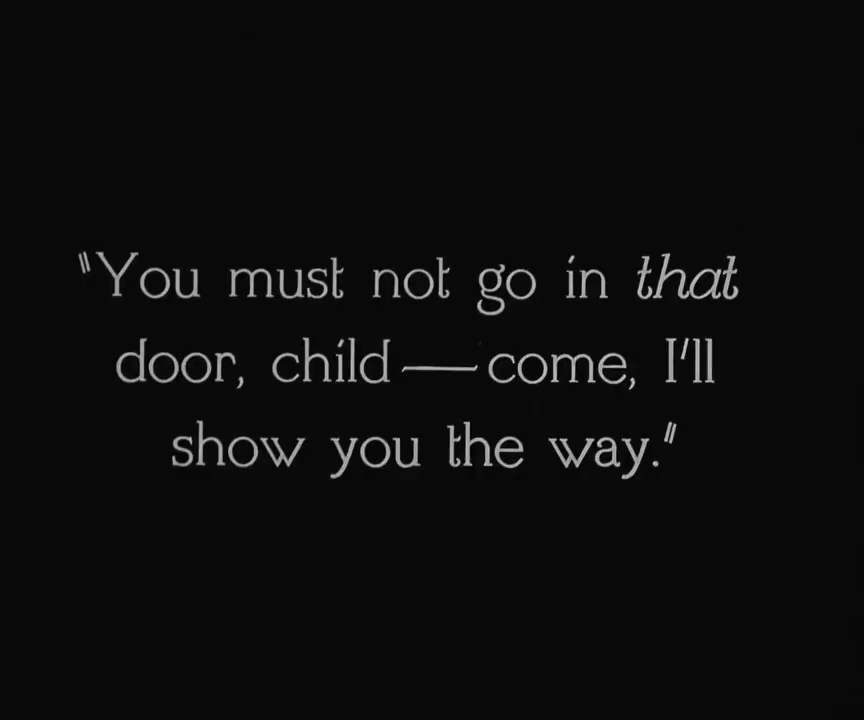 "You must not go in that
door, child—come, I'll
show you the way."